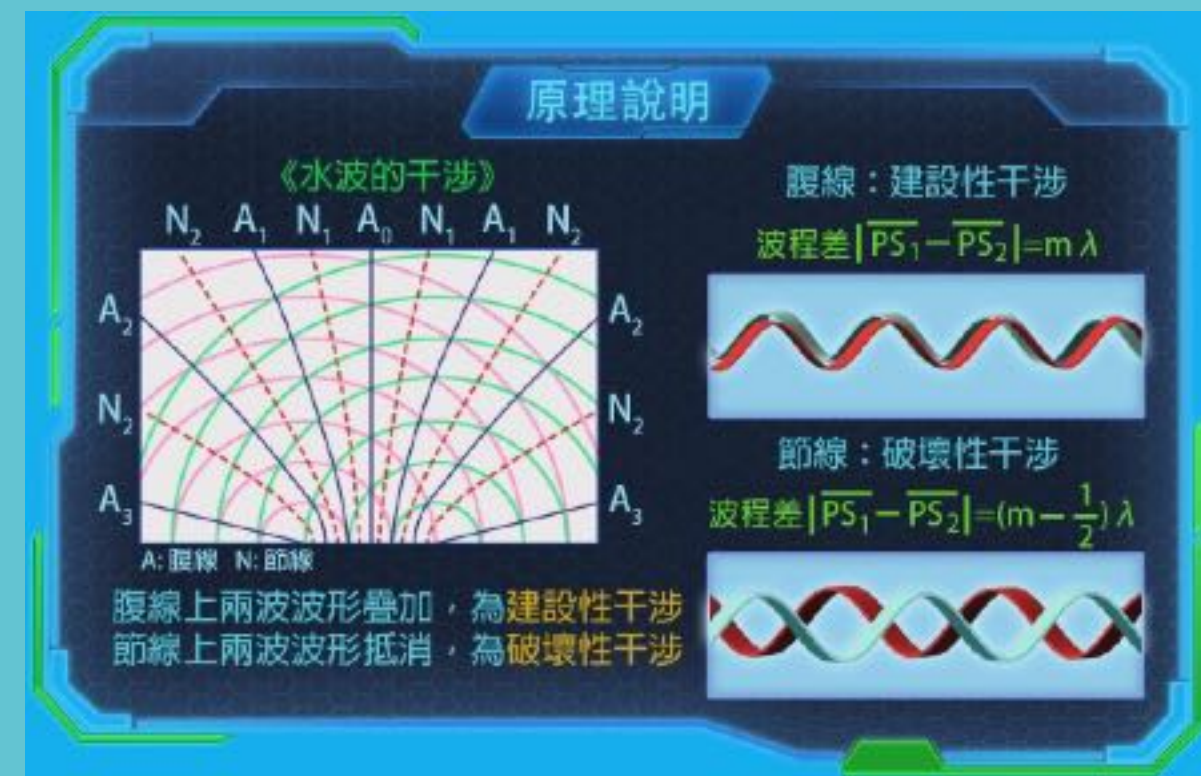 原理說明
《水波的干涉》
N₂ A₁ N₁ A₀ N₁ A₁ N₂
A₂ A₂
N₂ N₂
A₃ A₃
A: 腹線 N: 節線
腹線上兩波波形疊加，為建設性干涉
節線上兩波波形抵消，為破壞性干涉
腹線：建設性干涉
波程差|P̅S̅₁－P̅S̅₂|=mλ
節線：破壞性干涉
波程差|P̅S̅₁－P̅S̅₂|=(m－1/2)λ